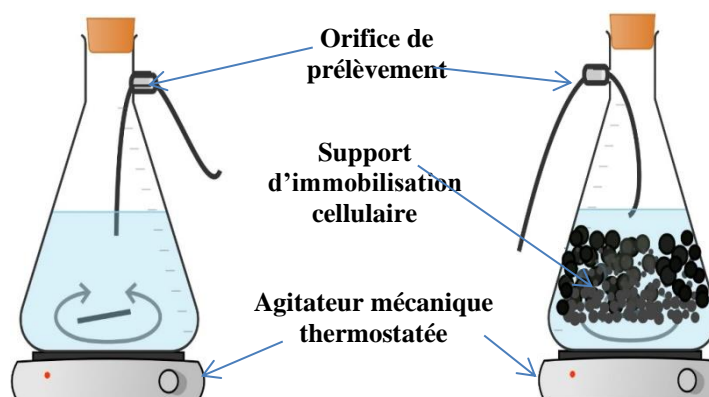 Orifice de
prélèvement
Support
d’immobilisation
cellulaire
Agitateur mécanique
thermostatée